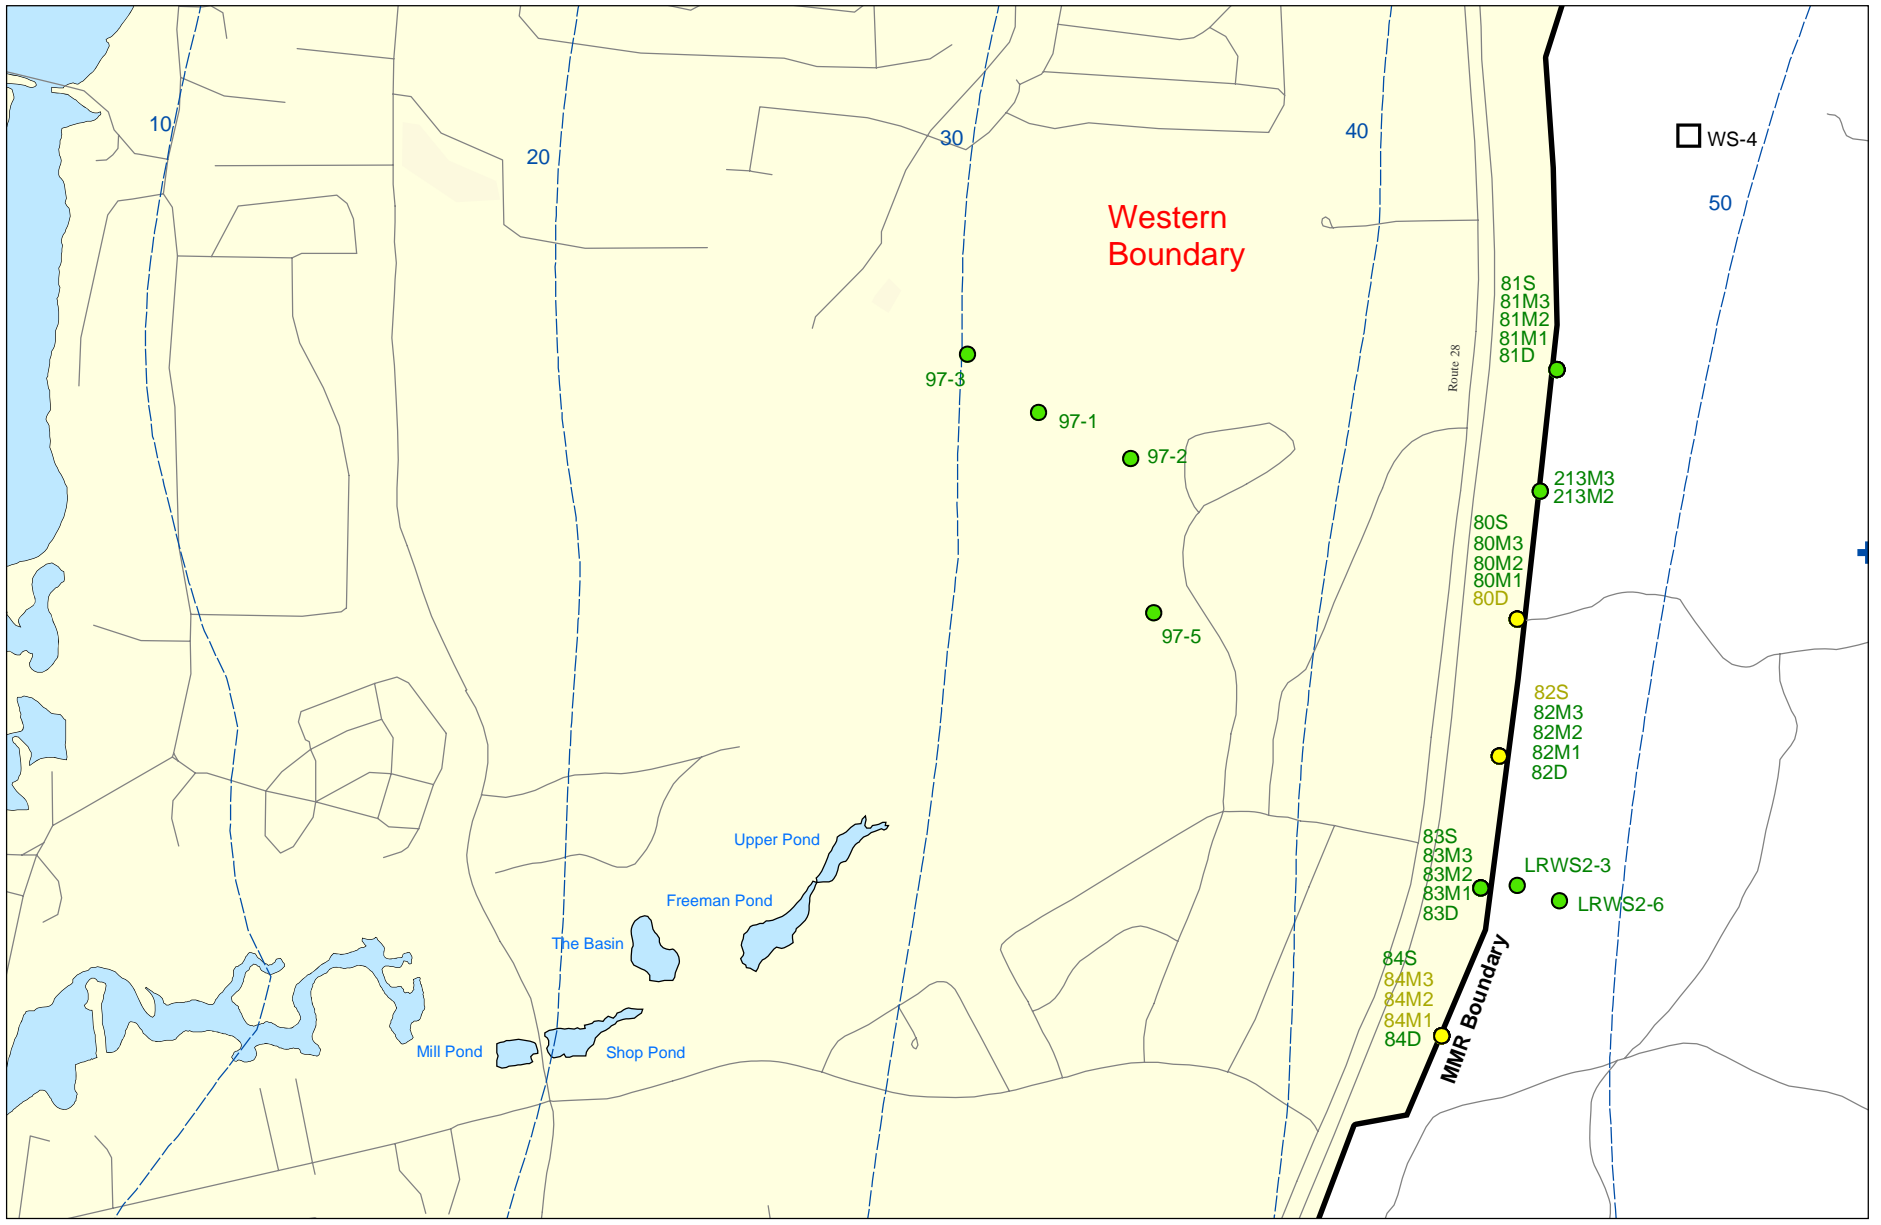 10
20
30
40
WS-4
50
Western
Boundary
81S
81M3
81M2
81M1
81D
Route 28
97-3
97-1
97-2
213M3
213M2
80S
80M3
80M2
80M1
80D
97-5
82S
82M3
82M2
82M1
82D
Upper Pond
83S
83M3
83M2
83M1
83D
LRWS2-3
LRWS2-6
Freeman Pond
The Basin
84S
84M3
84M2
84M1
84D
MMR Boundary
Mill Pond
Shop Pond